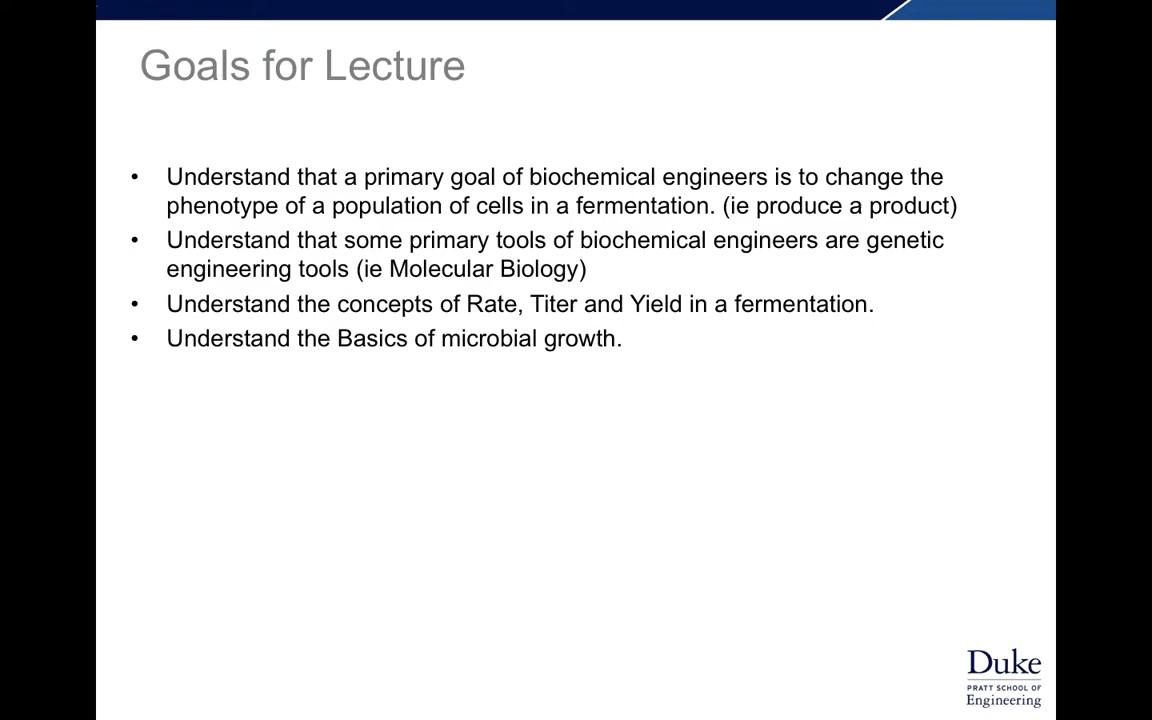 Goals for Lecture
• Understand that a primary goal of biochemical engineers is to change the
phenotype of a population of cells in a fermentation. (ie produce a product)
• Understand that some primary tools of biochemical engineers are genetic
engineering tools (ie Molecular Biology)
• Understand the concepts of Rate, Titer and Yield in a fermentation.
• Understand the Basics of microbial growth.
Duke
PRATT SCHOOL OF
Engineering